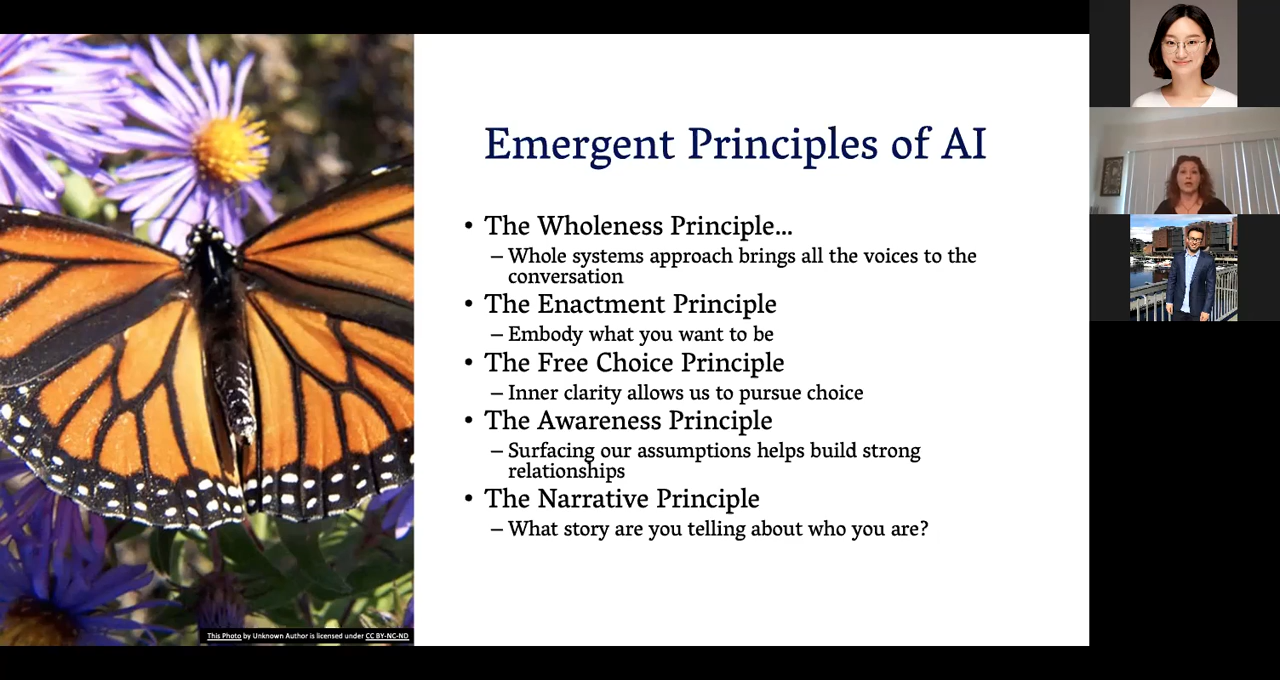 Emergent Principles of AI
• The Wholeness Principle...
– Whole systems approach brings all the voices to the
conversation
• The Enactment Principle
– Embody what you want to be
• The Free Choice Principle
– Inner clarity allows us to pursue choice
• The Awareness Principle
– Surfacing our assumptions helps build strong
relationships
• The Narrative Principle
– What story are you telling about who you are?
This Photo by Unknown Author is licensed under CC BY-NC-ND